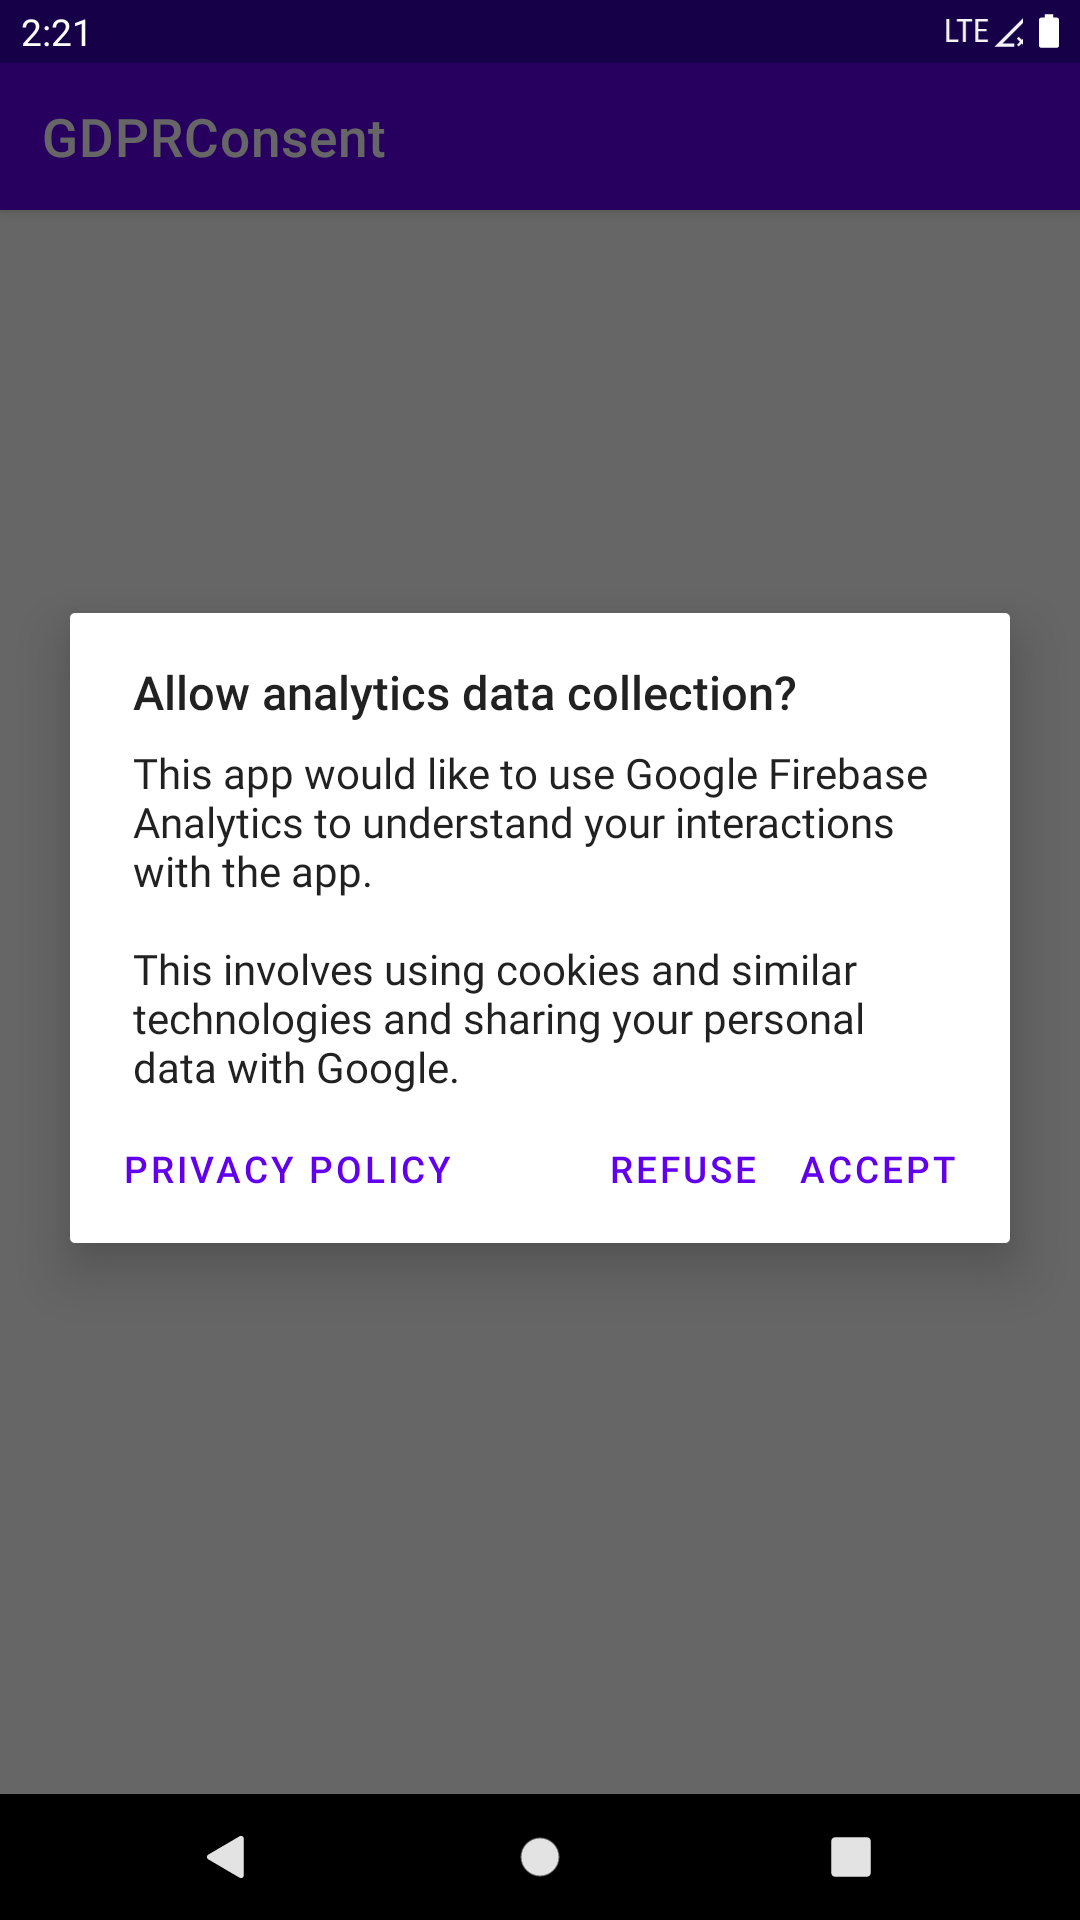 2:21
LTE
GDPRConsent
Allow analytics data collection?
This app would like to use Google Firebase
Analytics to understand your interactions
with the app.
This involves using cookies and similar
technologies and sharing your personal
data with Google.
PRIVACY POLICY
REFUSE
ACCEPT